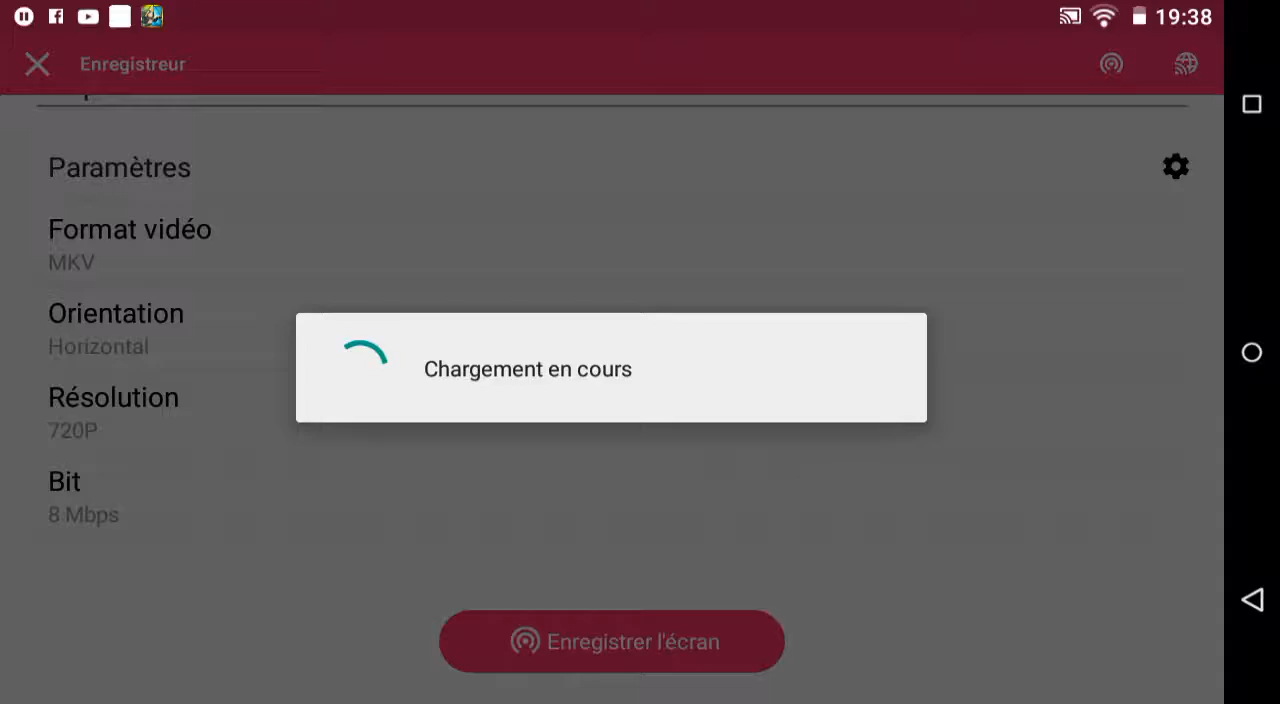 19:38
Enregistreur
Paramètres
Format vidéo
MKV
Orientation
Horizontal
Chargement en cours
Résolution
720P
Bit
8 Mbps
Enregistrer l'écran